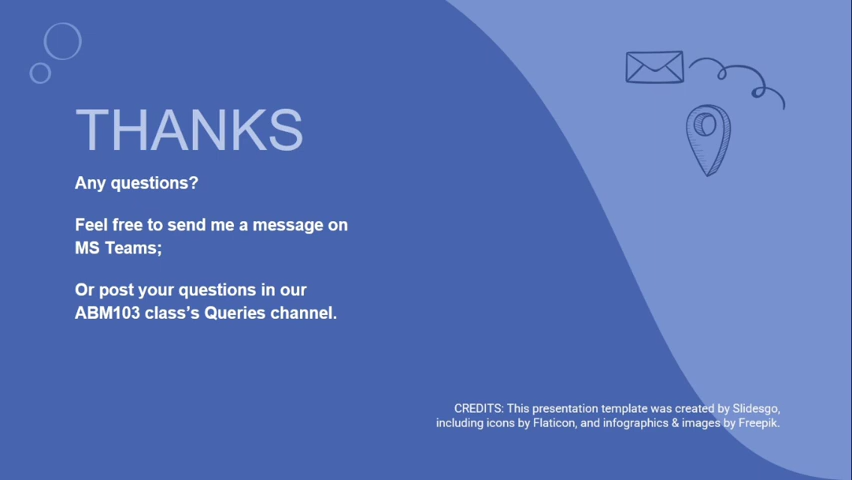 THANKS
Any questions?
Feel free to send me a message on
MS Teams;
Or post your questions in our
ABM103 class’s Queries channel.
CREDITS: This presentation template was created by Slidesgo,
including icons by Flaticon, and infographics & images by Freepik.